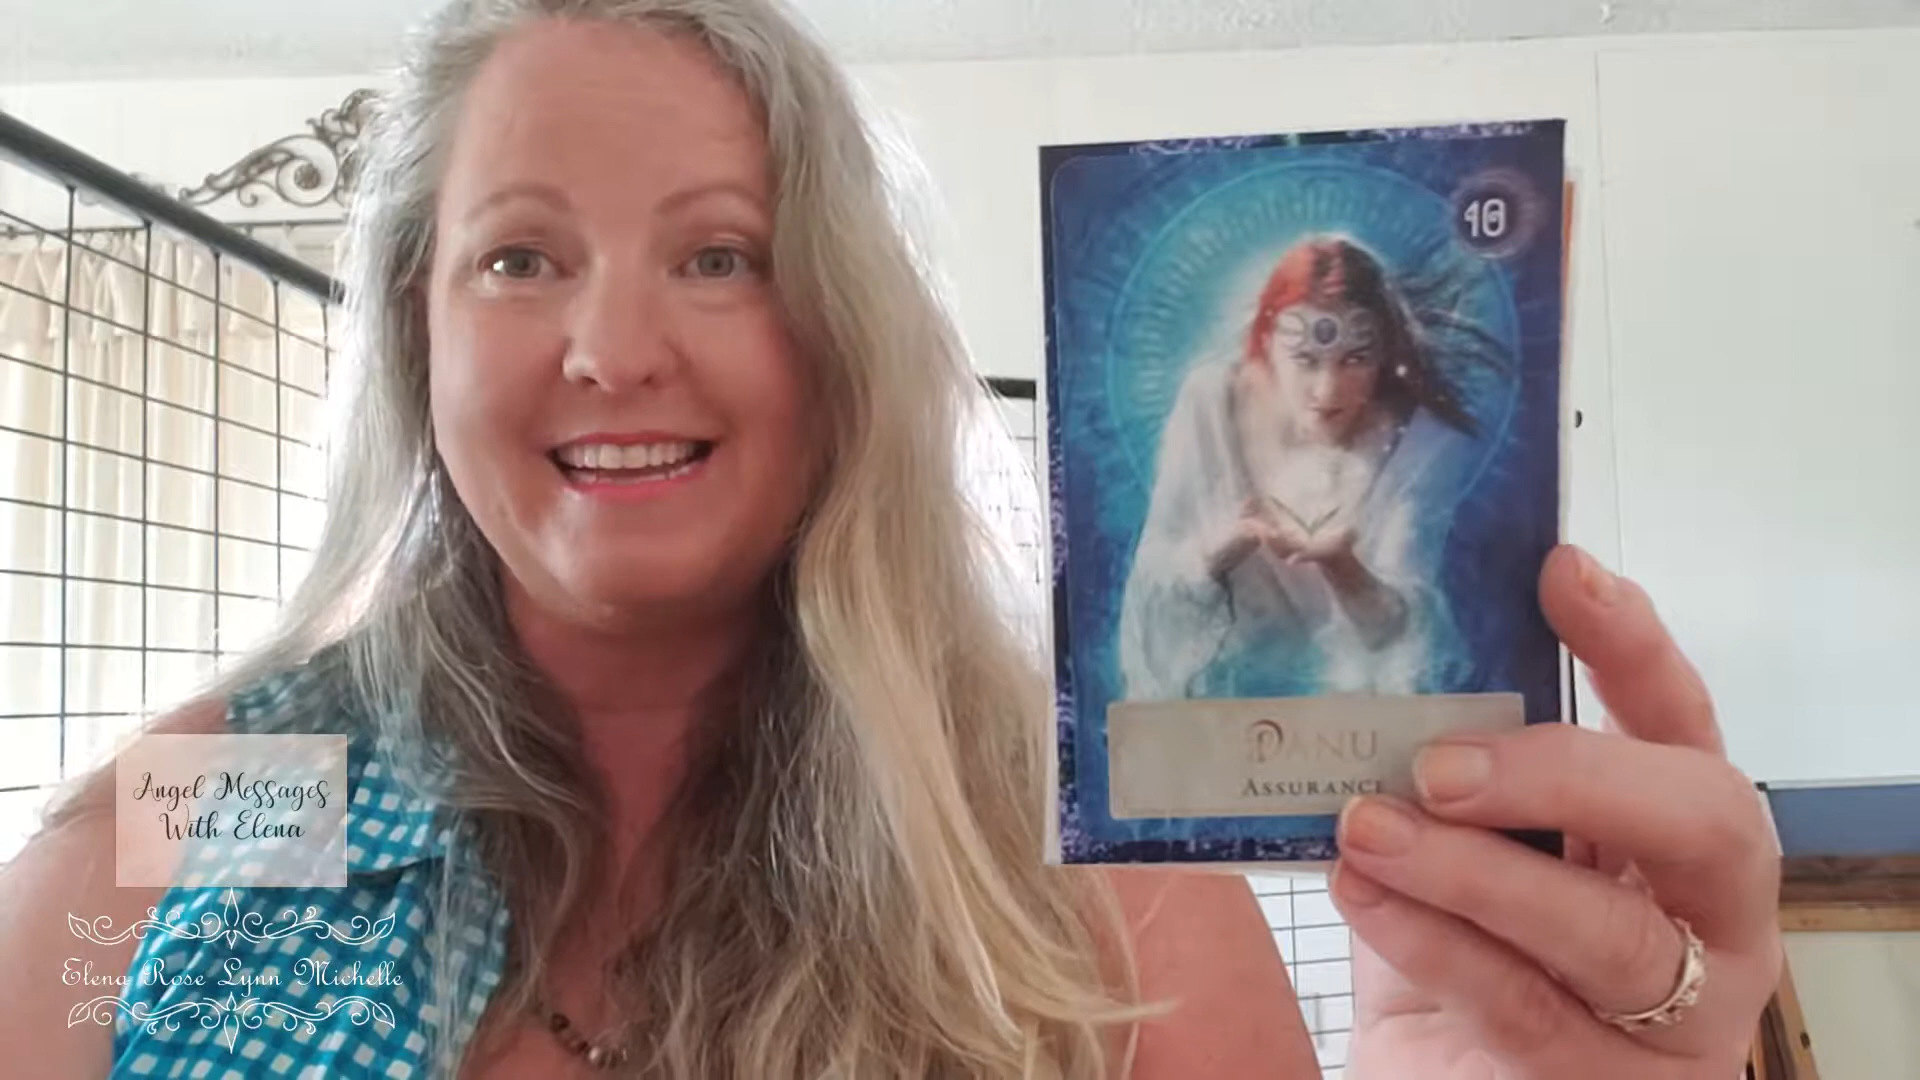 10
DANU
ASSURANCE
Angel Messages
With Elena
Elena Rose Lynn Michelle